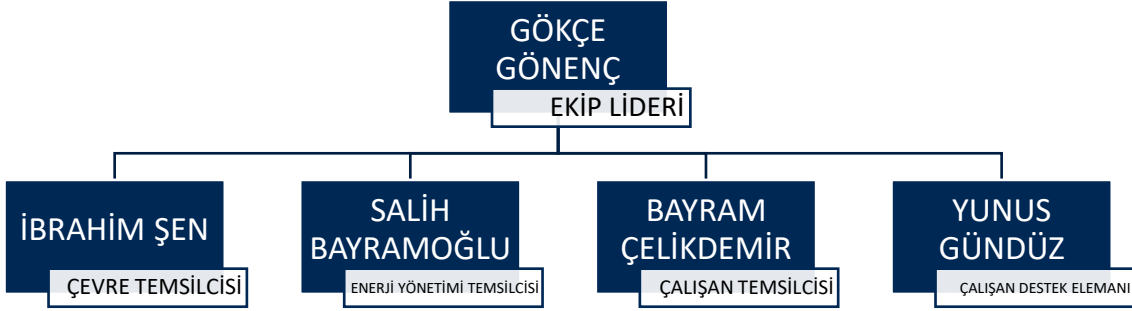 GÖKÇE
GÖNENÇ
EKİP LİDERİ
İBRAHİM ŞEN
ÇEVRE TEMSİLCİSİ
SALİH
BAYRAMOĞLU
ENERJİ YÖNETİMİ TEMSİLCİSİ
BAYRAM
ÇELİKDEMİR
ÇALIŞAN TEMSİLCİSİ
YUNUS
GÜNDÜZ
ÇALIŞAN DESTEK ELEMANI